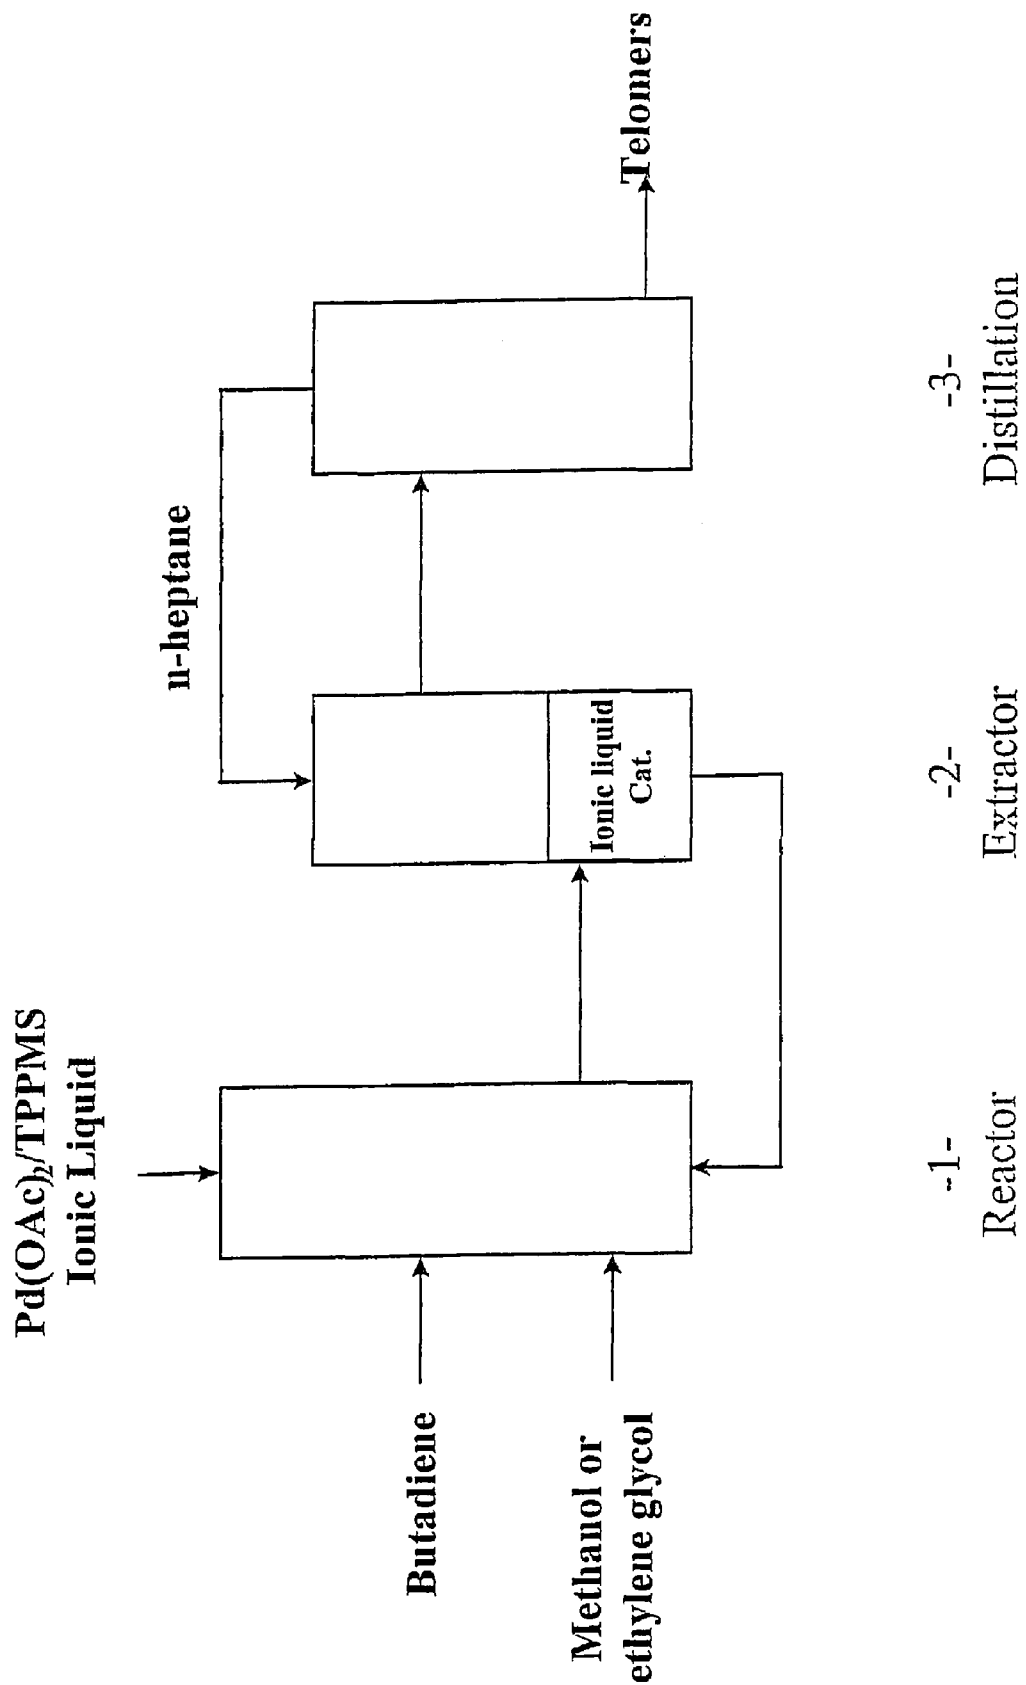 Pd(OAc)₂/TPPMS
Ionic Liquid
Butadiene
Methanol or
ethylene glycol
n-heptane
Ionic liquid
Cat.
Telomers
-1-
Reactor
-2-
Extractor
-3-
Distillation